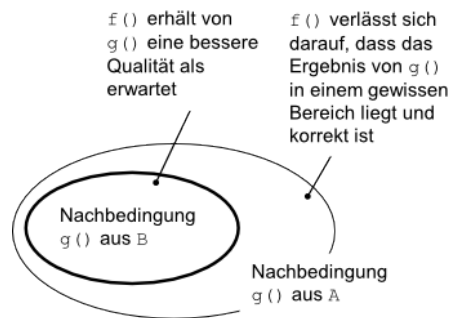 f() erhält von
g() eine bessere
Qualität als
erwartet
f() verlässt sich
darauf, dass das
Ergebnis von g()
in einem gewissen
Bereich liegt und
korrekt ist
Nachbedingung
g() aus B
Nachbedingung
g() aus A